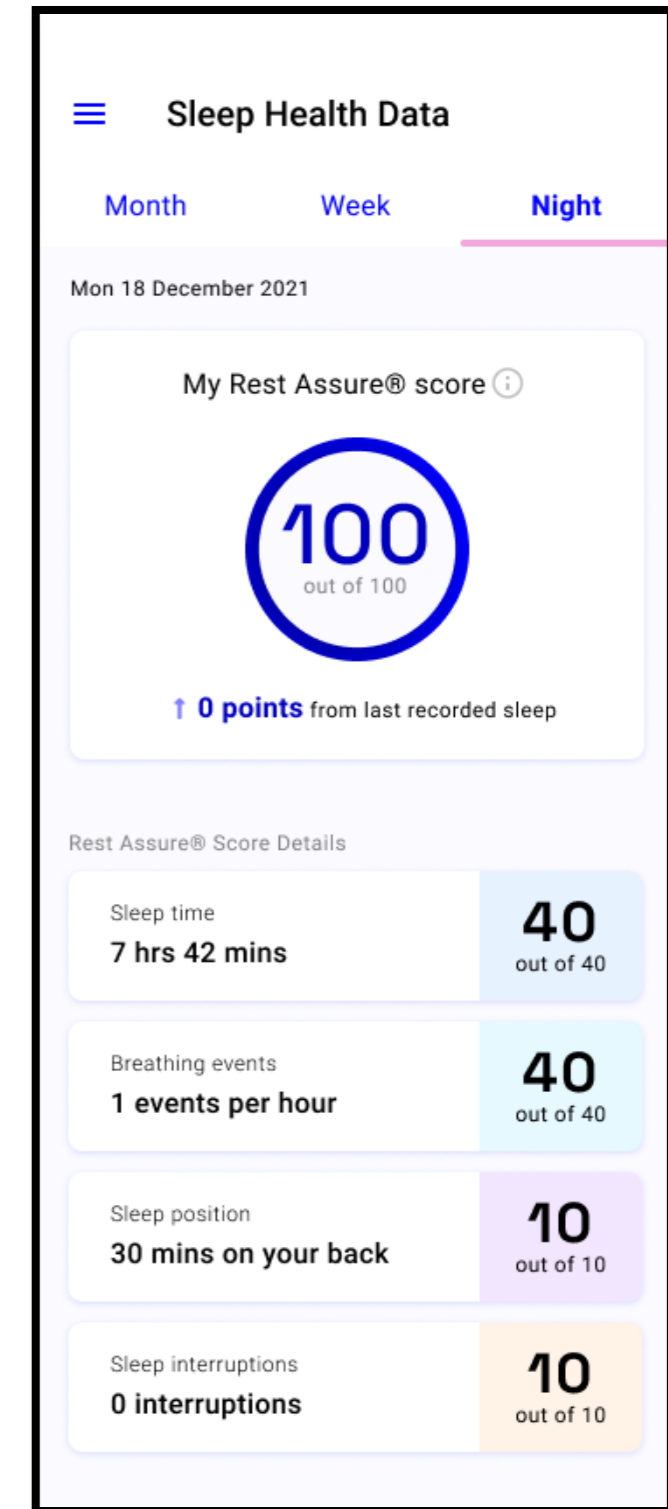 Sleep Health Data
Month Week Night
Mon 18 December 2021
My Rest Assure® score
100
out of 100
↑ 0 points from last recorded sleep
Rest Assure® Score Details
Sleep time
7 hrs 42 mins
40
out of 40
Breathing events
1 events per hour
40
out of 40
Sleep position
30 mins on your back
10
out of 10
Sleep interruptions
0 interruptions
10
out of 10